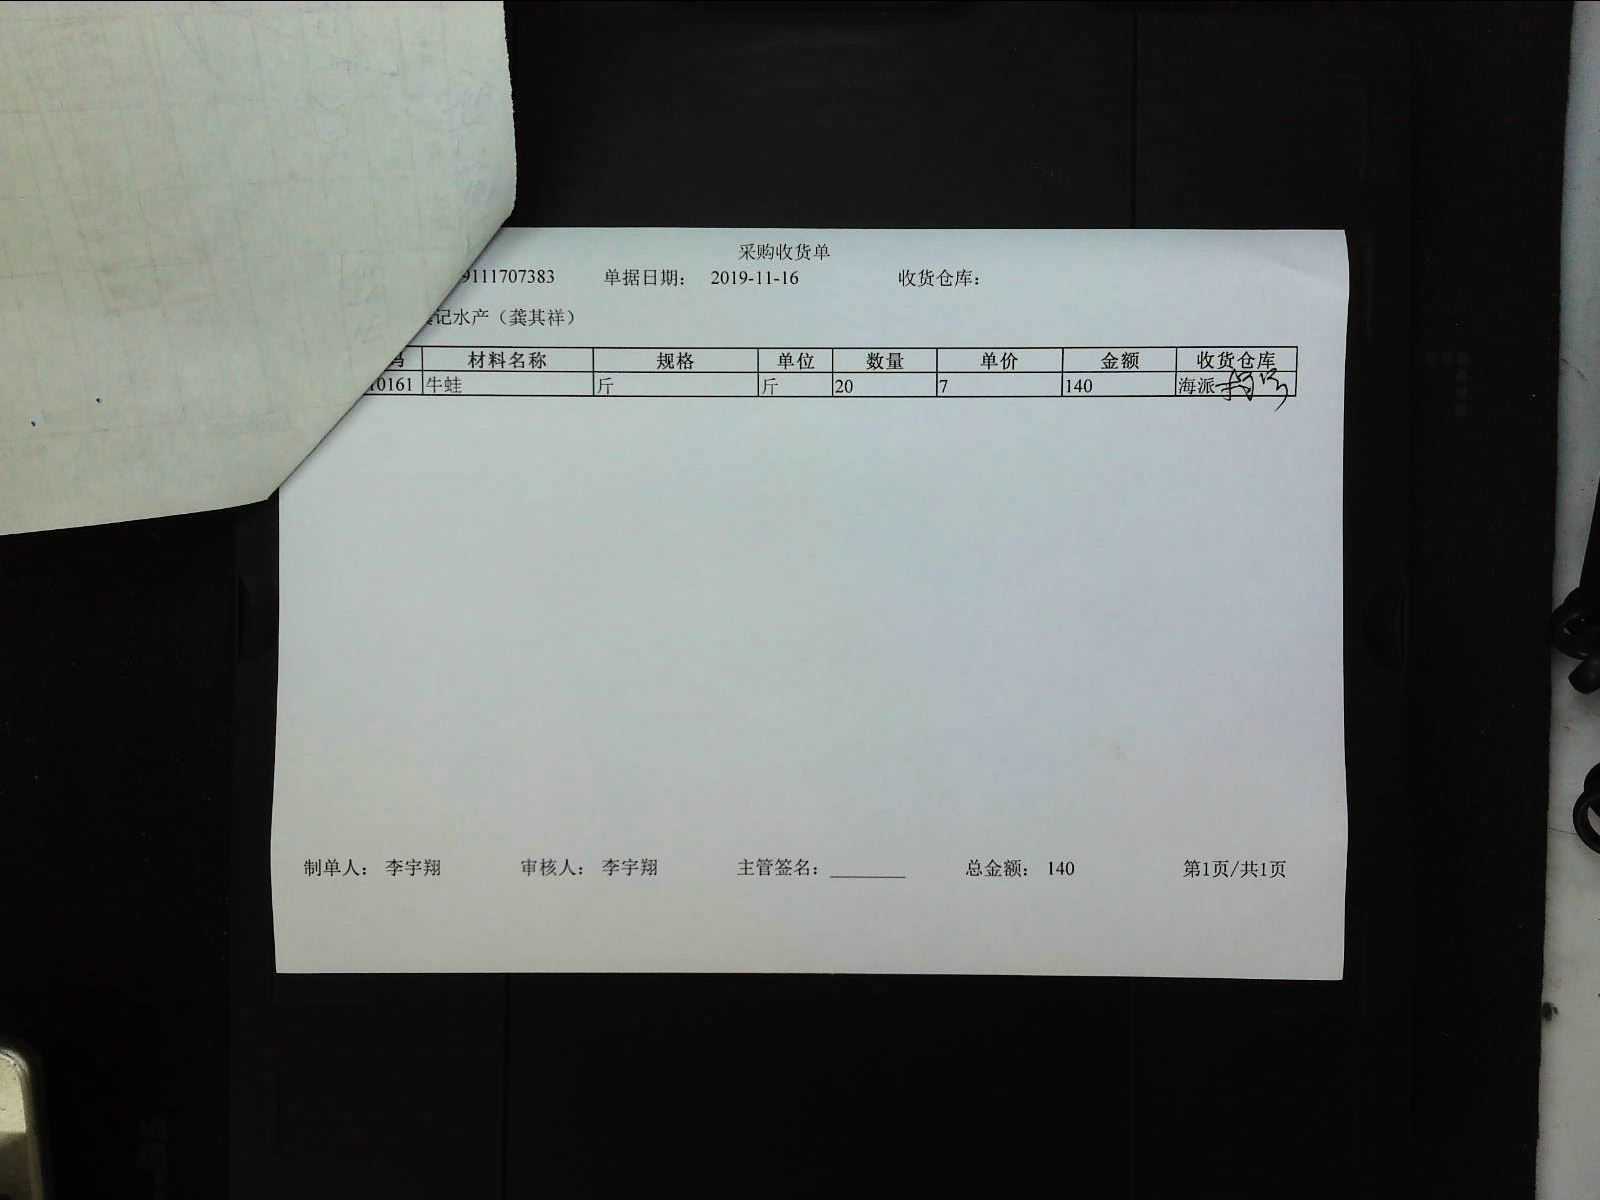 采购收货单
9111707383 单据日期： 2019-11-16 收货仓库：
记水产（龚其祥）
码 材料名称 规格 单位 数量 单价 金额 收货仓库
10161 牛蛙 斤 斤 20 7 140 海派
制单人： 李宇翔 审核人： 李宇翔 主管签名： 总金额： 140 第1页/共1页